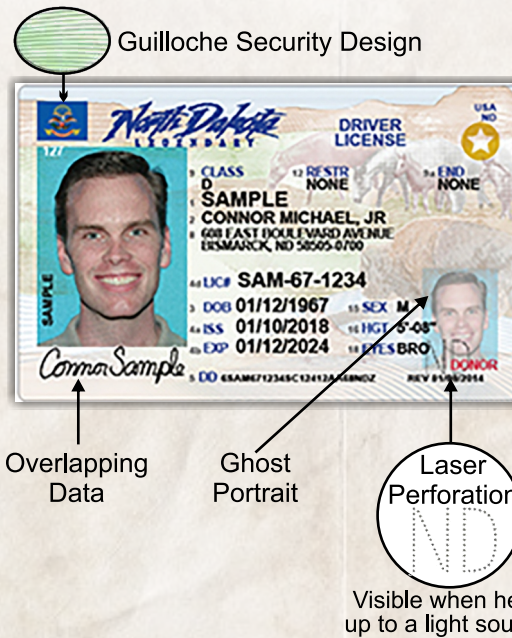 Guilloche Security Design
North Dakota
LEGENDARY
DRIVER
LICENSE
USA
ND
127
9 CLASS
D
12 RESTR
NONE
9a END
NONE
1 SAMPLE
2 CONNOR MICHAEL, JR
8 608 EAST BOULEVARD AVENUE
BISMARCK, ND 58505-0700
4d LIC# SAM-67-1234
3 DOB 01/12/1967
15 SEX M
4a ISS 01/10/2018
16 HGT 5'-08"
4b EXP 01/12/2024
18 EYES BRO
SAMPLE
Connor Sample
ND
DONOR
5 DD
REV
Overlapping
Data
Ghost
Portrait
Laser
Perforation
ND
Visible when he
up to a light sou